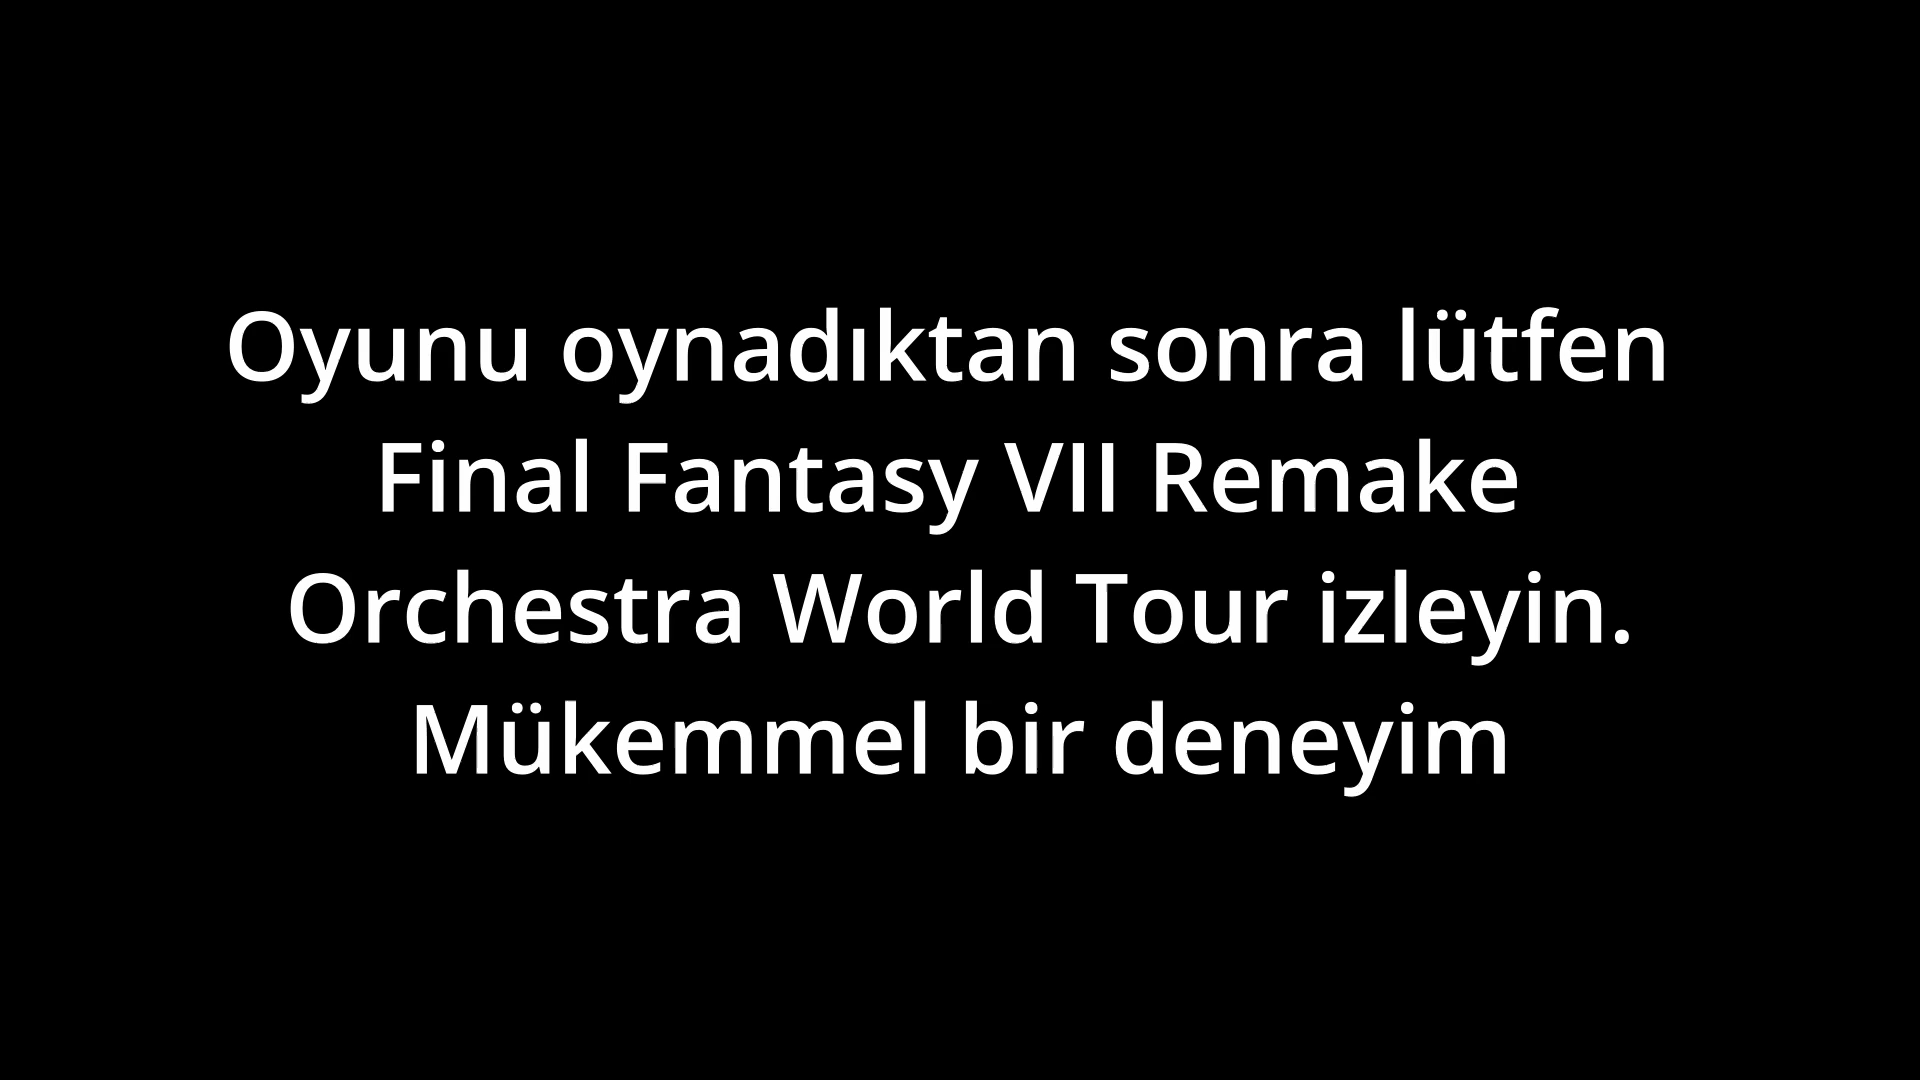 Oyunu oynadıktan sonra lütfen
Final Fantasy VII Remake
Orchestra World Tour izleyin.
Mükemmel bir deneyim